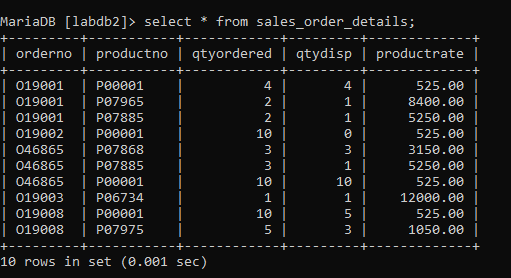 MariaDB [labdb2]> select * from sales_order_details;
+---------+-----------+------------+---------+-------------+
| orderno | productno | qtyordered | qtydisp | productrate |
+---------+-----------+------------+---------+-------------+
| O19001  | P00001    |          4 |       4 |      525.00 |
| O19001  | P07965    |          2 |       1 |     8400.00 |
| O19001  | P07885    |          2 |       1 |     5250.00 |
| O19002  | P00001    |         10 |       0 |      525.00 |
| O46865  | P07868    |          3 |       3 |     3150.00 |
| O46865  | P07885    |          3 |       1 |     5250.00 |
| O46865  | P00001    |         10 |      10 |      525.00 |
| O19003  | P06734    |          1 |       1 |    12000.00 |
| O19008  | P00001    |         10 |       5 |      525.00 |
| O19008  | P07975    |          5 |       3 |     1050.00 |
+---------+-----------+------------+---------+-------------+
10 rows in set (0.001 sec)